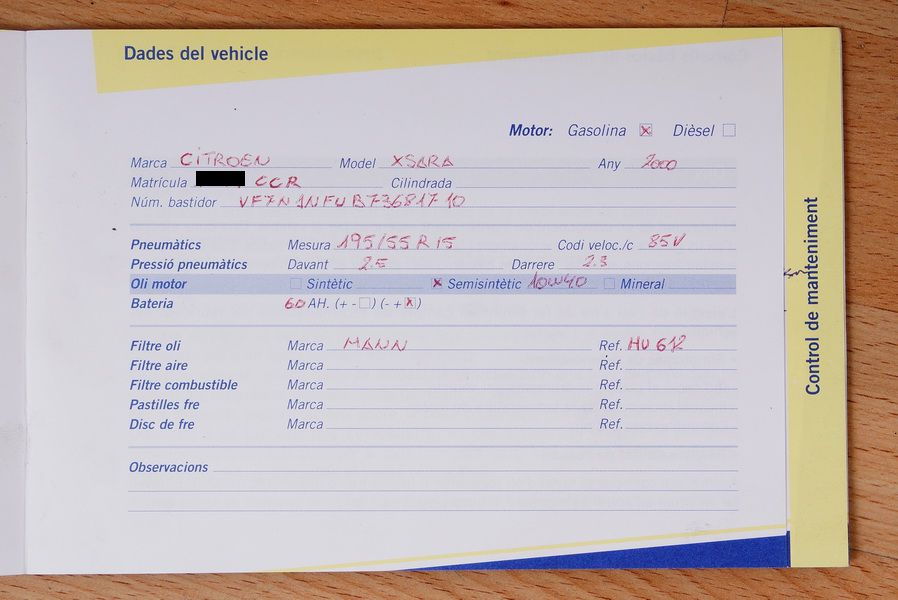 Dades del vehicle
Motor: Gasolina x Dièsel
Marca CITROEN Model XSARA Any 2000
Matrícula CCR Cilindrada
Núm. bastidor VF7N1NFUB73681710
Pneumàtics Mesura 195/55 R 15 Codi veloc./c 85V
Pressió pneumàtics Davant 2.5 Darrere 2.3
Oli motor Sintètic x Semisintètic 10W40 Mineral
Bateria 60 AH. (+ -) (- + x)
Filtre oli Marca MANN Ref. HU 612
Filtre aire Marca Ref.
Filtre combustible Marca Ref.
Pastilles fre Marca Ref.
Disc de fre Marca Ref.
Observacions
Control de manteniment